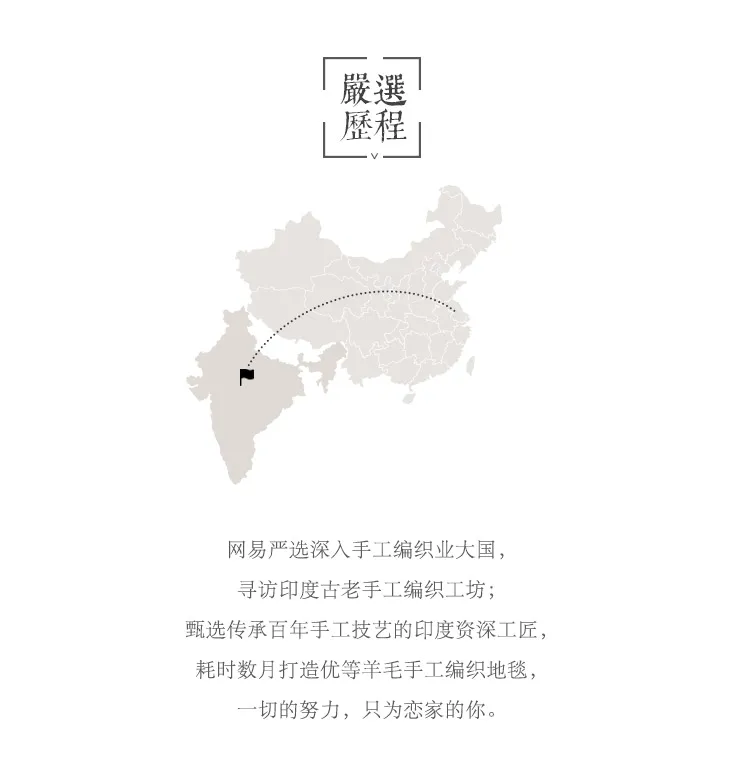 嚴選
歷程
网易严选深入手工编织业大国，
寻访印度古老手工编织工坊；
甄选传承百年手工技艺的印度资深工匠，
耗时数月打造优等羊毛手工编织地毯，
一切的努力，只为恋家的你。